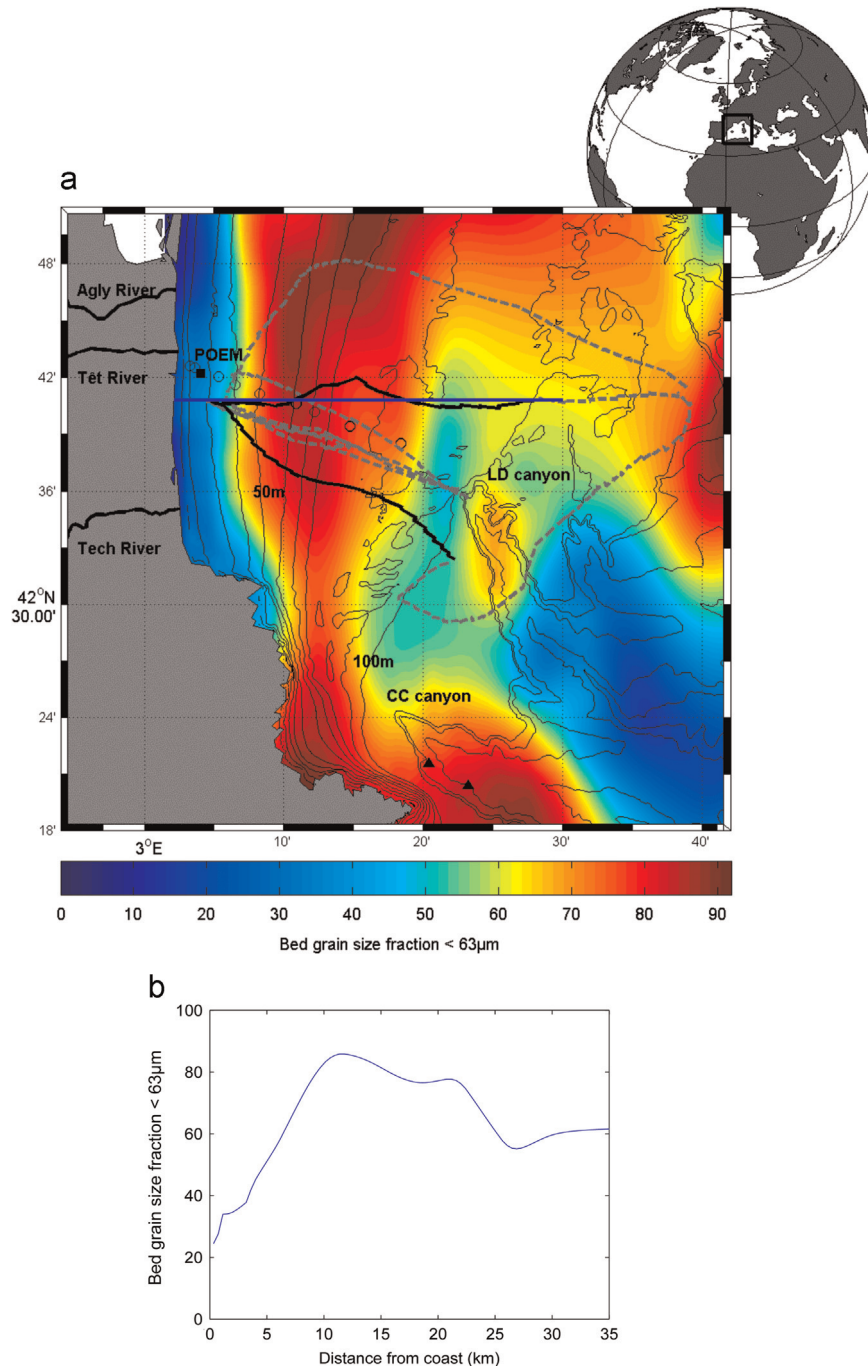 a
48'
Agly River
POEM
Têt River
42'
LD canyon
36'
50m
Tech River
42°N
30.00'
100m
CC canyon
24'
18'
3°E
10'
20'
30'
40'
0 10 20 30 40 50 60 70 80 90
Bed grain size fraction < 63µm
b
100
80
60
40
20
0
Bed grain size fraction < 63µm
0 5 10 15 20 25 30 35
Distance from coast (km)